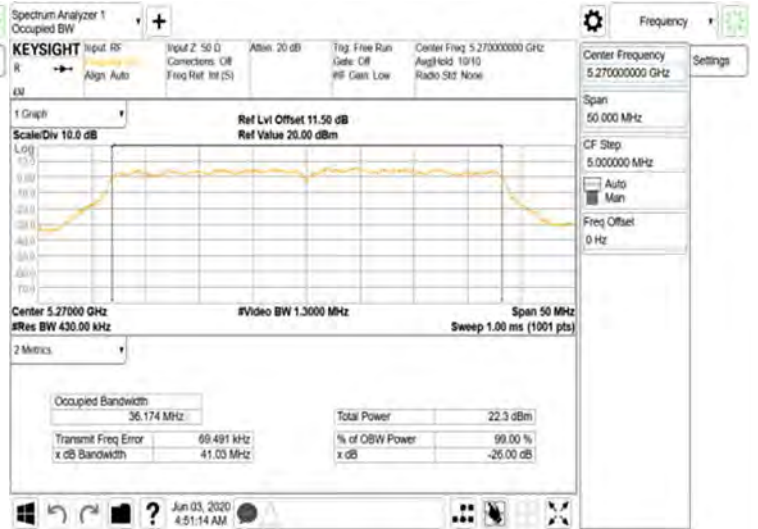 Spectrum Analyzer 1
Occupied BW
Frequency
KEYSIGHT
R
Input: RF
Align: Auto
Input Z: 50 Ω
Corrections: Off
Freq Ref: Int (S)
Atten: 20 dB
Trig: Free Run
Gate: Off
#IF Gain: Low
Center Freq: 5.270000000 GHz
Avg|Hold: 10/10
Radio Std: None
Center Frequency
5.270000000 GHz
Settings
Span
50.000 MHz
CF Step
5.000000 MHz
Auto
Man
Freq Offset
0 Hz
1 Graph
Scale/Div 10.0 dB
Ref Lvl Offset 11.50 dB
Ref Value 20.00 dBm
Log
Center 5.27000 GHz
#Res BW 430.00 kHz
#Video BW 1.3000 MHz
Span 50 MHz
Sweep 1.00 ms (1001 pts)
2 Metrics
Occupied Bandwidth
36.174 MHz
Transmit Freq Error 69.491 kHz
x dB Bandwidth 41.03 MHz
Total Power 22.3 dBm
% of OBW Power 99.00 %
x dB -26.00 dB
?
Jun 03, 2020
4:51:14 AM